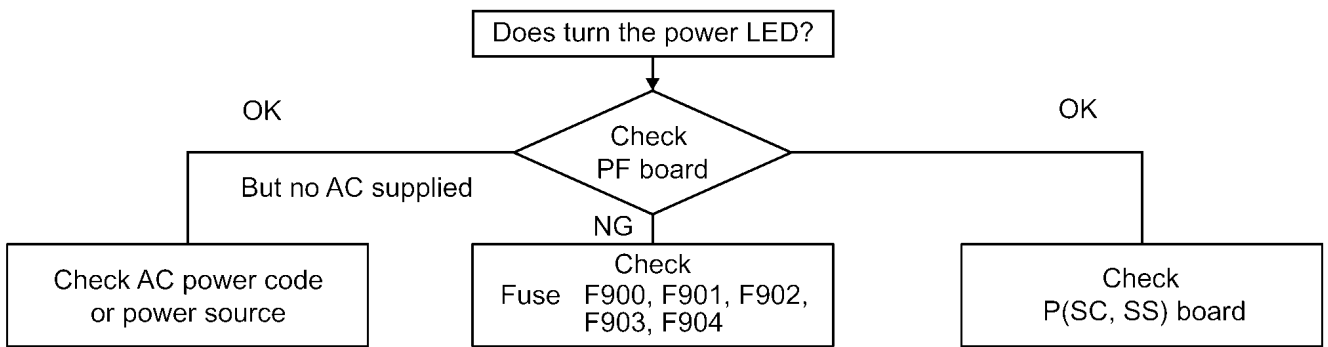 Does turn the power LED?
OK
OK
Check
PF board
But no AC supplied
NG
Check AC power code
or power source
Check
Fuse F900, F901, F902,
F903, F904
Check
P(SC, SS) board